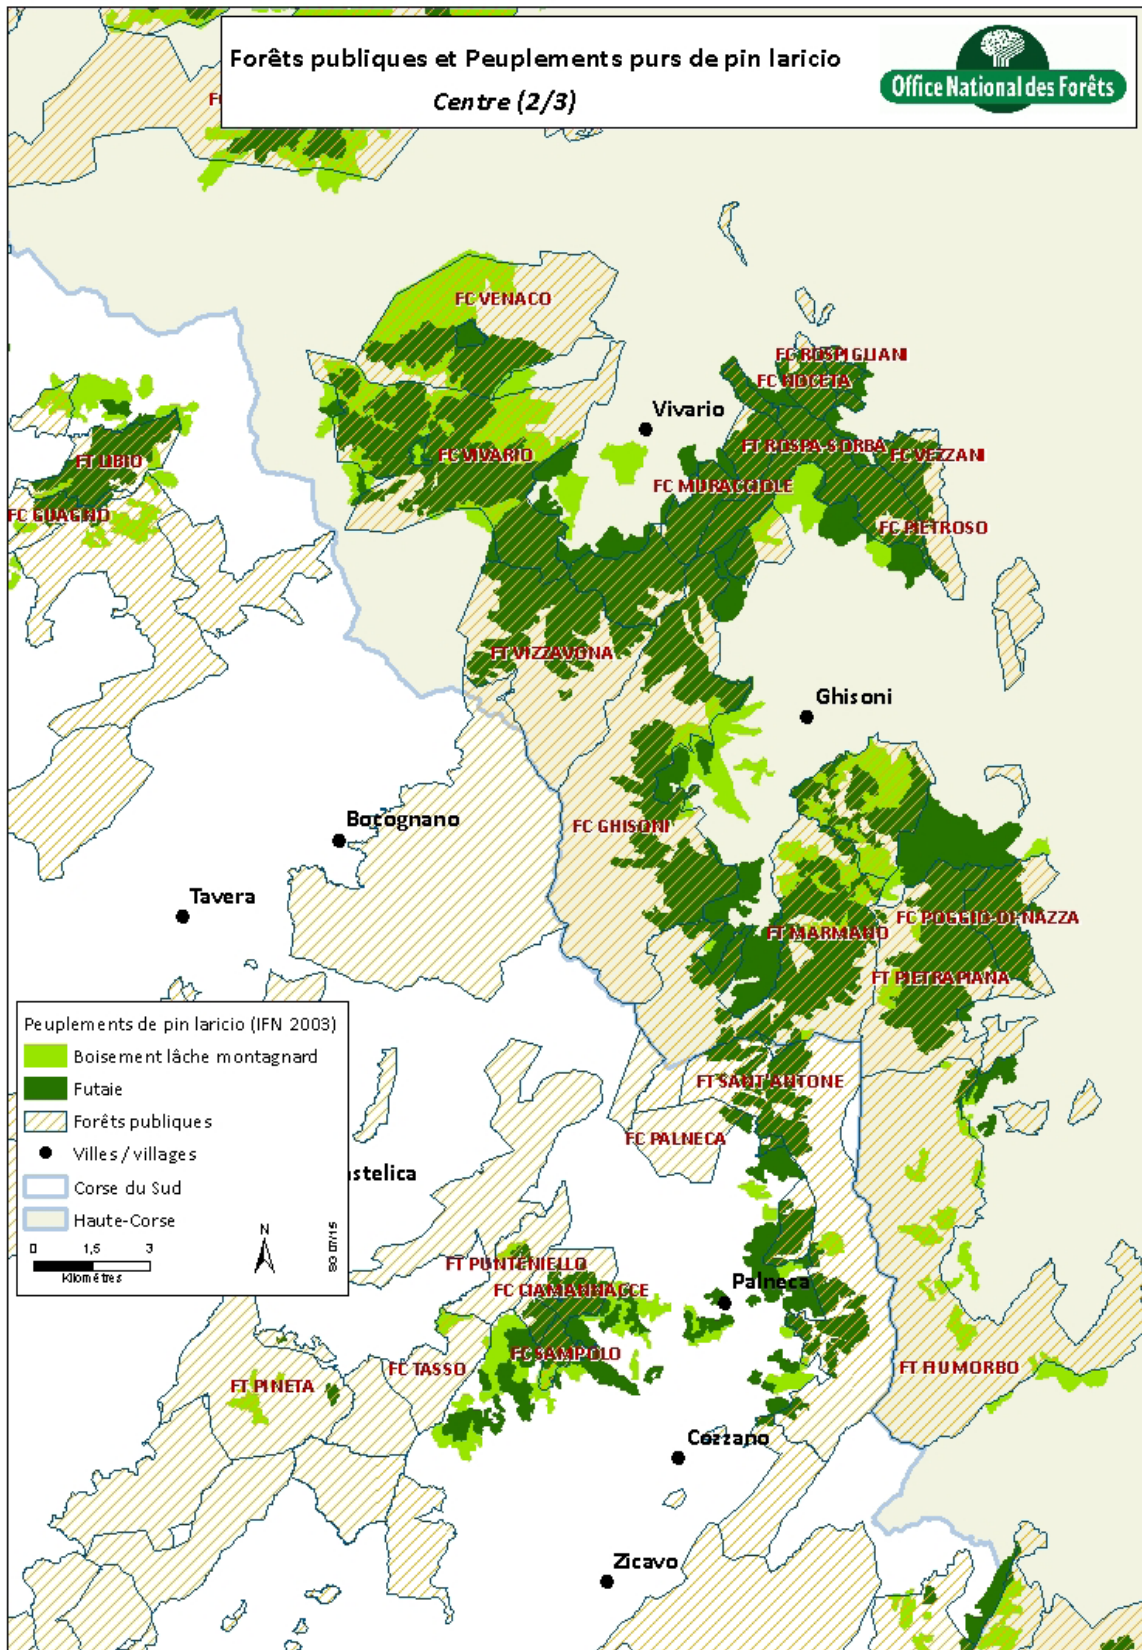 Forêts publiques et Peuplements purs de pin laricio
Centre (2/3)
Office National des Forêts
FC VENACO
FC ROSPIGLIANI
FC NOCETA
Vivario
FT ROSPA-SORBA
FC VEZZANI
FC VIVARIO
FT LIBIO
FC MURACCIOLE
FC GUAGNO
FC PIETROSO
FT VIZZAVONA
Ghisoni
Bocognano
FC GHISONI
Tavera
FC POGGIO-DI-NAZZA
FT MARMANO
FT PIETRAPIANA
Peuplements de pin laricio (IFN 2003)
Boisement lâche montagnard
Futaie
Forêts publiques
Villes / villages
Corse du Sud
Haute-Corse
0 1,5 3
Kilomètres
N
SG 07/15
FT SANT'ANTONE
FC PALNECA
astelica
FT PUNTENIELLO
Palneca
FC CIAMANNACCE
FC SAMPOLO
FC TASSO
FT PINETA
FT FIUMORBO
Cozzano
Zicavo